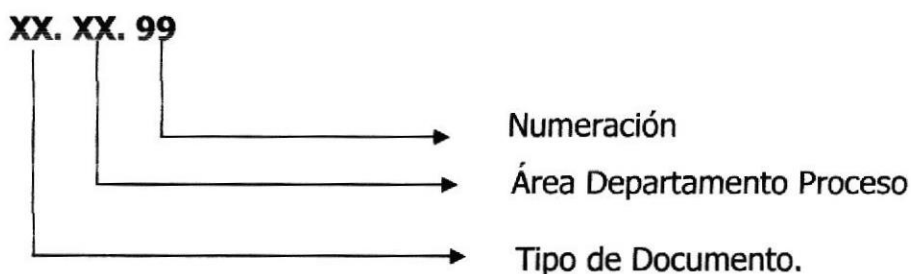 XX. XX. 99
Numeración
Área Departamento Proceso
Tipo de Documento.